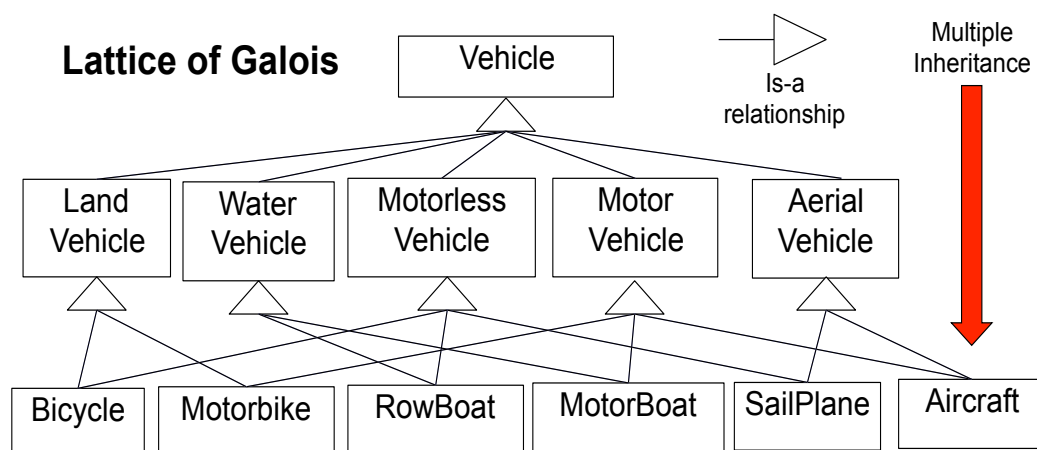 Lattice of Galois
Vehicle
Is-a
relationship
Multiple
Inheritance
Land
Vehicle
Water
Vehicle
Motorless
Vehicle
Motor
Vehicle
Aerial
Vehicle
Bicycle
Motorbike
RowBoat
MotorBoat
SailPlane
Aircraft